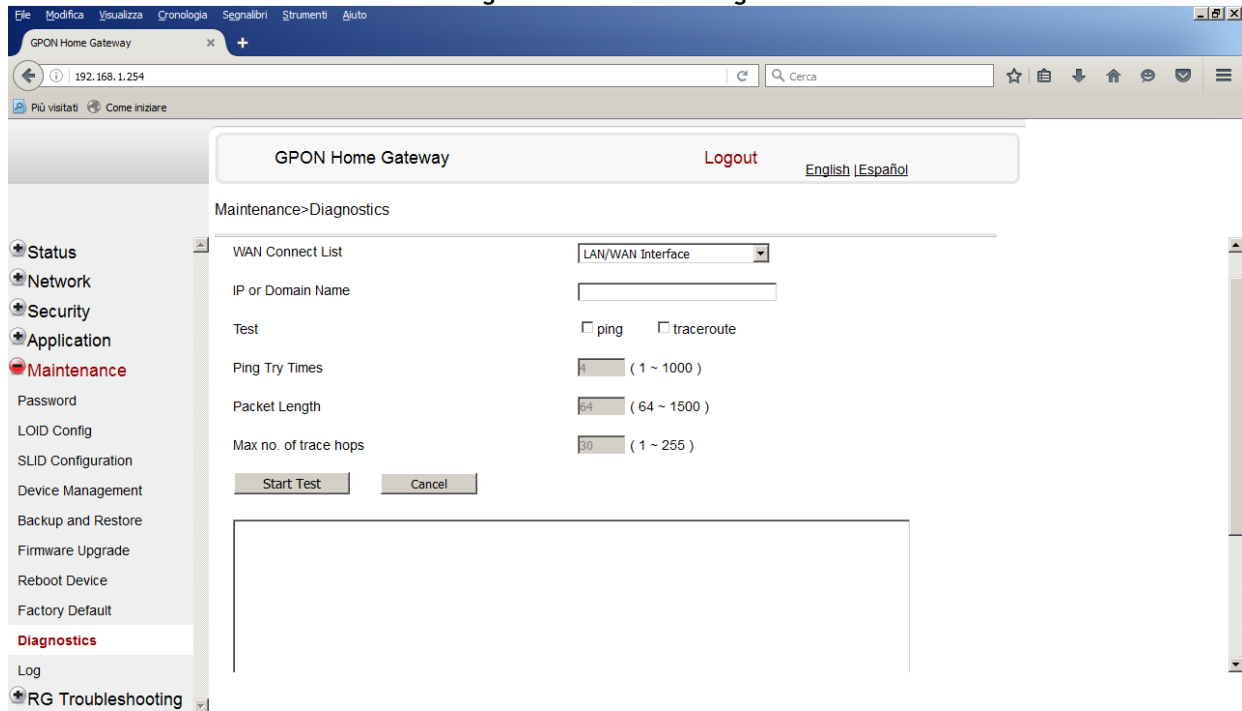 File Modifica Visualizza Cronologia Segnalibri Strumenti Aiuto
GPON Home Gateway × +
192.168.1.254
Cerca
Più visitati Come iniziare
GPON Home Gateway Logout English | Español
Maintenance>Diagnostics
Status
Network
Security
Application
Maintenance
Password
LOID Config
SLID Configuration
Device Management
Backup and Restore
Firmware Upgrade
Reboot Device
Factory Default
Diagnostics
Log
RG Troubleshooting
WAN Connect List LAN/WAN Interface
IP or Domain Name
Test ping traceroute
Ping Try Times 4 ( 1 ~ 1000 )
Packet Length 64 ( 64 ~ 1500 )
Max no. of trace hops 30 ( 1 ~ 255 )
Start Test Cancel